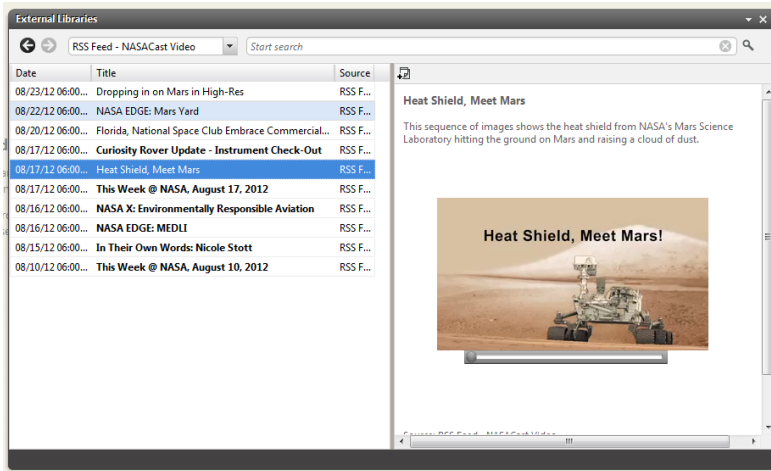 External Libraries
RSS Feed - NASACast Video
Start search
Date Title Source
08/23/12 06:00... Dropping in on Mars in High-Res RSS F...
08/22/12 06:00... NASA EDGE: Mars Yard RSS F...
08/20/12 06:00... Florida, National Space Club Embrace Commercial... RSS F...
08/17/12 06:00... Curiosity Rover Update - Instrument Check-Out RSS F...
08/17/12 06:00... Heat Shield, Meet Mars RSS F...
08/17/12 06:00... This Week @ NASA, August 17, 2012 RSS F...
08/16/12 06:00... NASA X: Environmentally Responsible Aviation RSS F...
08/16/12 06:00... NASA EDGE: MEDLI RSS F...
08/15/12 06:00... In Their Own Words: Nicole Stott RSS F...
08/10/12 06:00... This Week @ NASA, August 10, 2012 RSS F...
Heat Shield, Meet Mars
This sequence of images shows the heat shield from NASA's Mars Science
Laboratory hitting the ground on Mars and raising a cloud of dust.
Heat Shield, Meet Mars!
Source: RSS Feed - NASACast Video